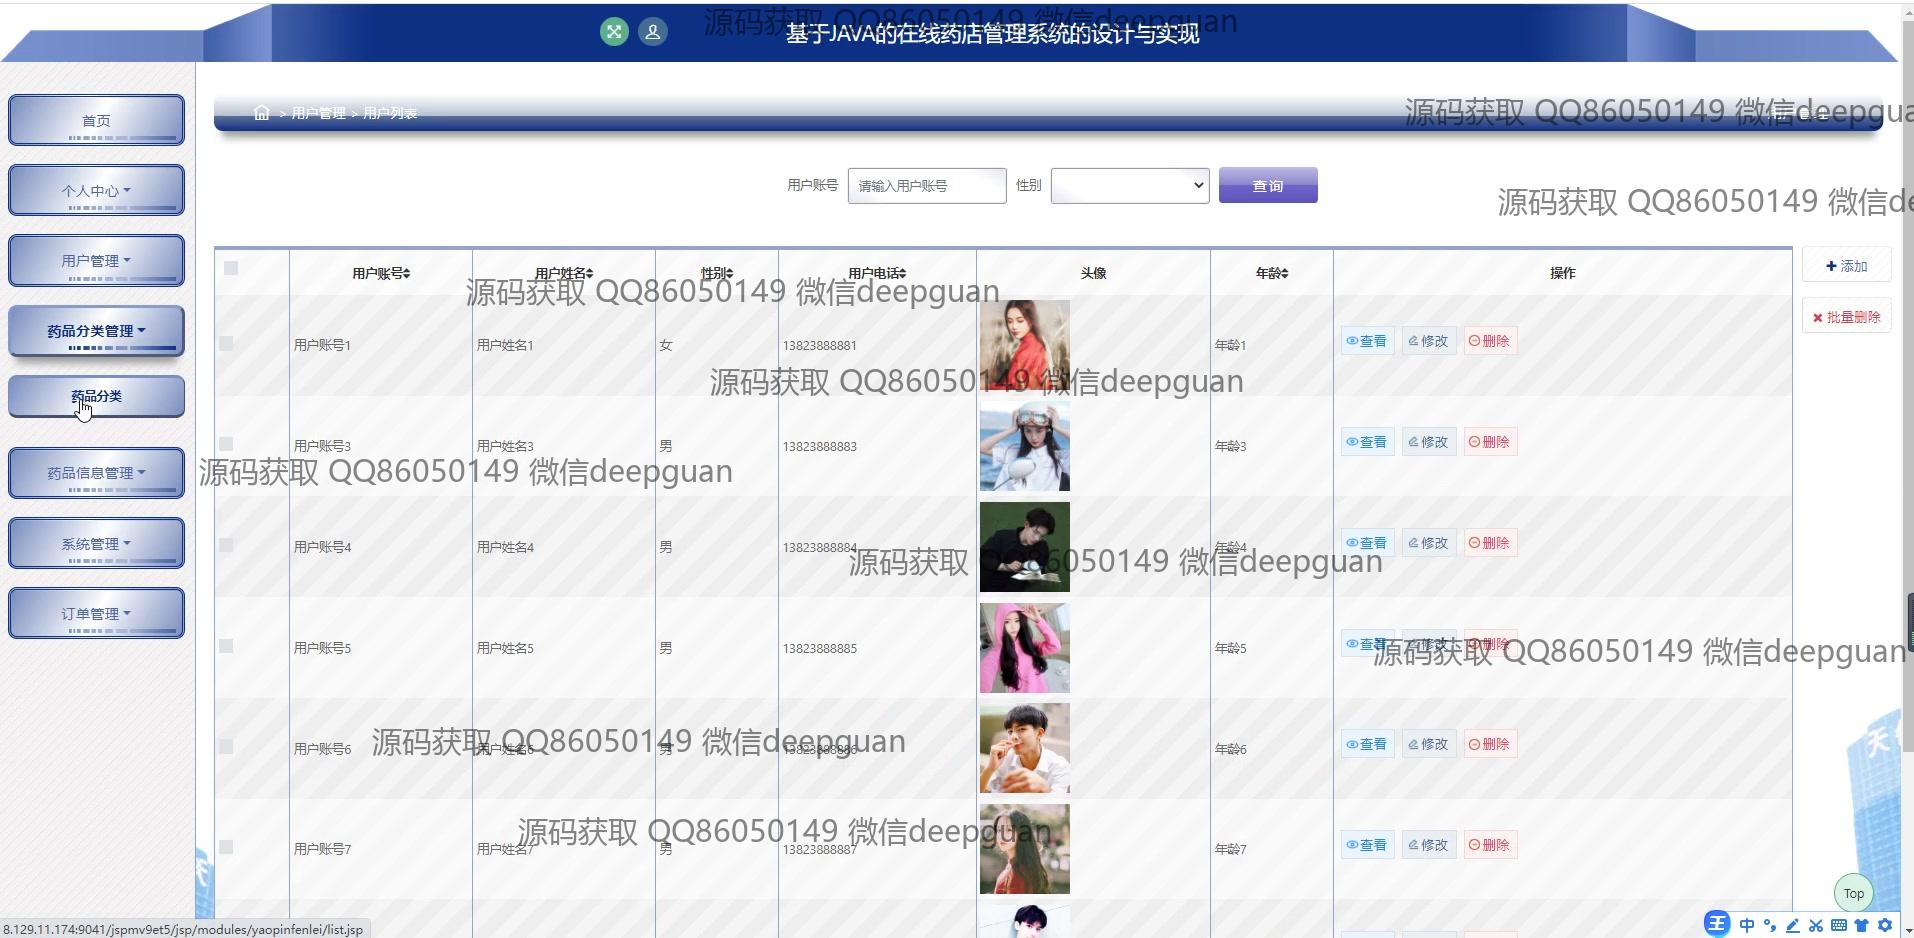 基于JAVA的在线药店管理系统的设计与实现
源码获取 QQ86050149 微信deepguan
首页
个人中心
用户管理
药品分类管理
药品分类
药品信息管理
系统管理
订单管理
> 用户管理 > 用户列表
源码获取 QQ86050149 微信deepgua
用户账号 请输入用户账号 性别 查询
源码获取 QQ86050149 微信de
用户账号 用户姓名 性别 用户电话 头像 年龄 操作
添加
批量删除
源码获取 QQ86050149 微信deepguan
用户账号1 用户姓名1 女 13823888881 年龄1 查看 修改 删除
源码获取 QQ86050149 微信deepguan
用户账号3 用户姓名3 男 13823888883 年龄3 查看 修改 删除
源码获取 QQ86050149 微信deepguan
用户账号4 用户姓名4 男 13823888884 年龄4 查看 修改 删除
源码获取 QQ86050149 微信deepguan
用户账号5 用户姓名5 男 13823888885 年龄5 查看 修改 删除
源码获取 QQ86050149 微信deepguan
用户账号6 用户姓名6 男 13823888886 年龄6 查看 修改 删除
源码获取 QQ86050149 微信deepguan
用户账号7 用户姓名7 男 13823888887 年龄7 查看 修改 删除
源码获取 QQ86050149 微信deepguan
Top
8.129.11.174:9041/jspmv9et5/jsp/modules/yaopinfenlei/list.jsp
王 中